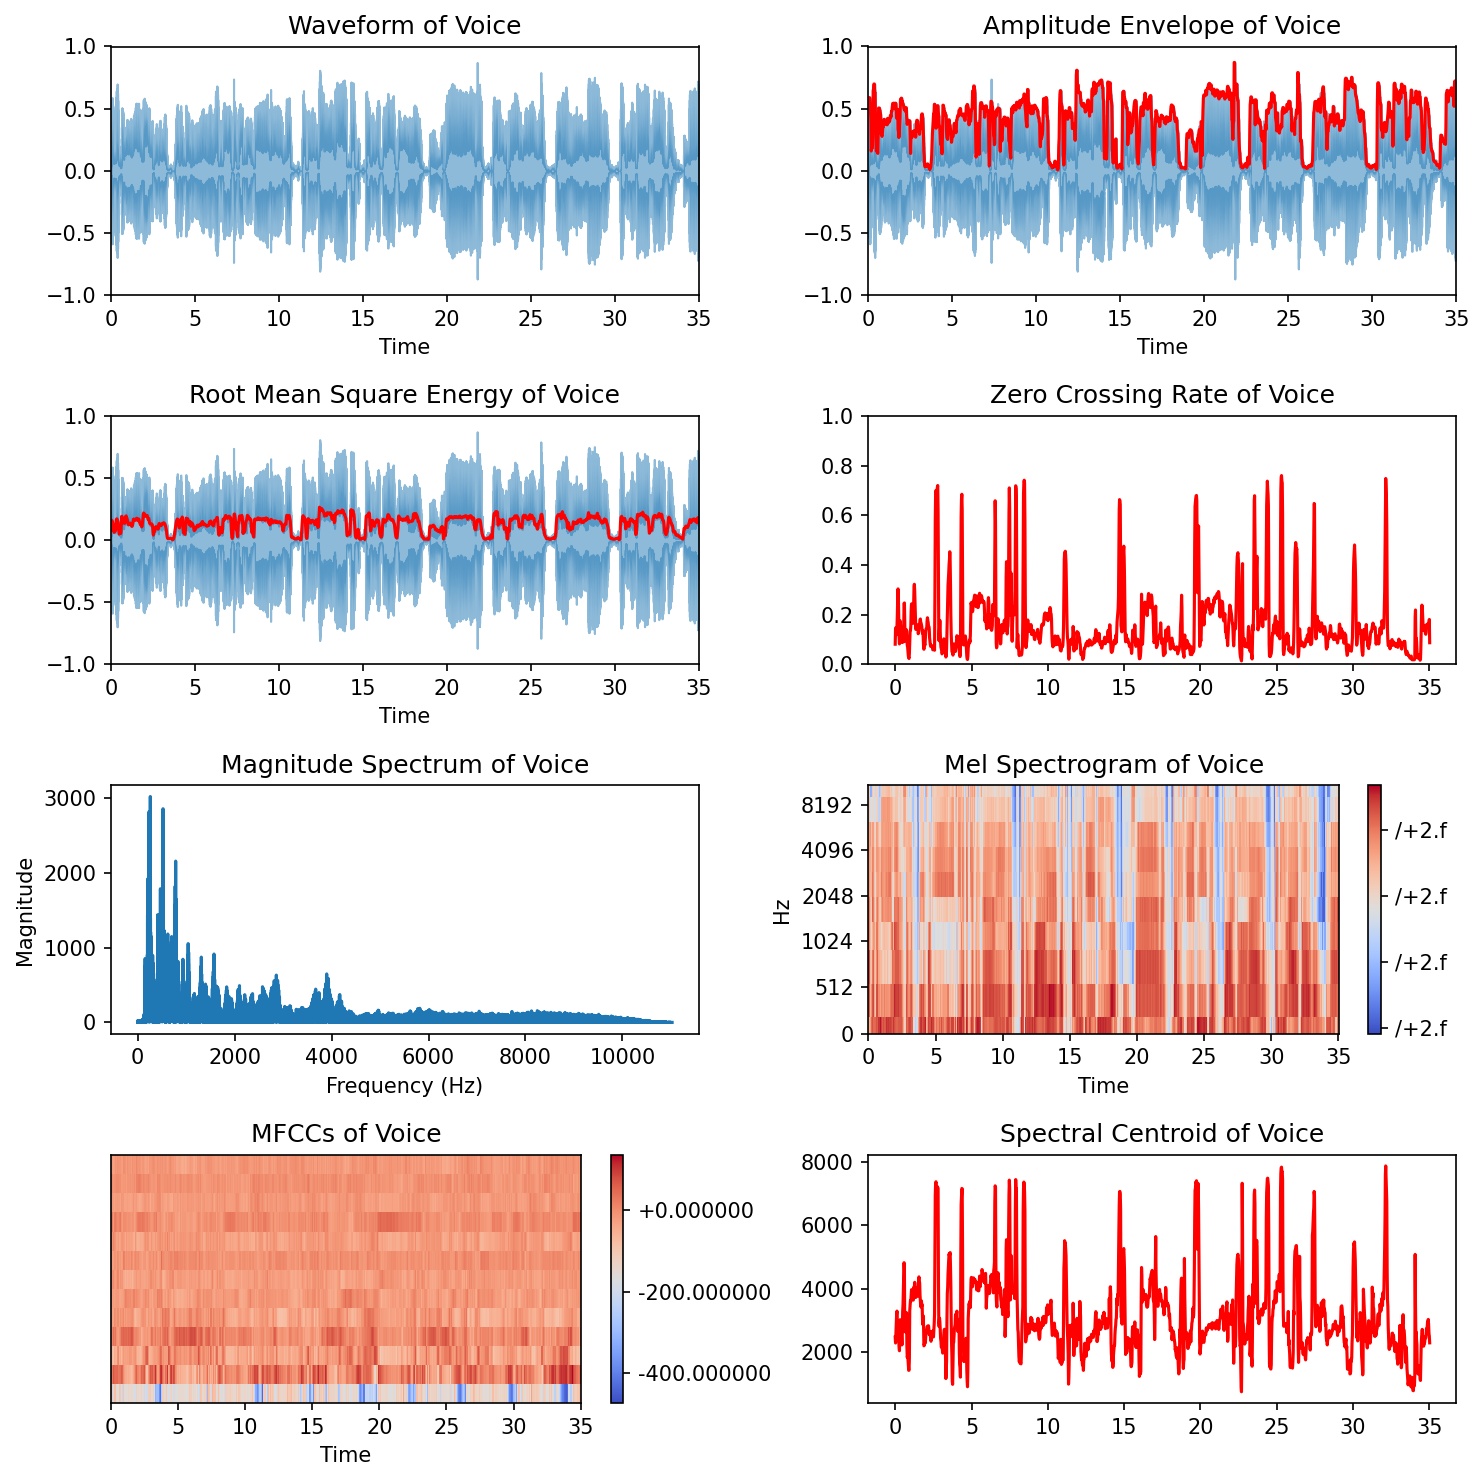 Waveform of Voice
1.0
0.5
0.0
−0.5
−1.0
0 5 10 15 20 25 30 35
Time
Amplitude Envelope of Voice
1.0
0.5
0.0
−0.5
−1.0
0 5 10 15 20 25 30 35
Time
Root Mean Square Energy of Voice
1.0
0.5
0.0
−0.5
−1.0
0 5 10 15 20 25 30 35
Time
Zero Crossing Rate of Voice
1.0
0.8
0.6
0.4
0.2
0.0
0 5 10 15 20 25 30 35
Magnitude Spectrum of Voice
Magnitude
3000
2000
1000
0
0 2000 4000 6000 8000 10000
Frequency (Hz)
Mel Spectrogram of Voice
Hz
8192
4096
2048
1024
512
0
0 5 10 15 20 25 30 35
Time
/+2.f
/+2.f
/+2.f
/+2.f
MFCCs of Voice
0 5 10 15 20 25 30 35
Time
+0.000000
-200.000000
-400.000000
Spectral Centroid of Voice
8000
6000
4000
2000
0 5 10 15 20 25 30 35